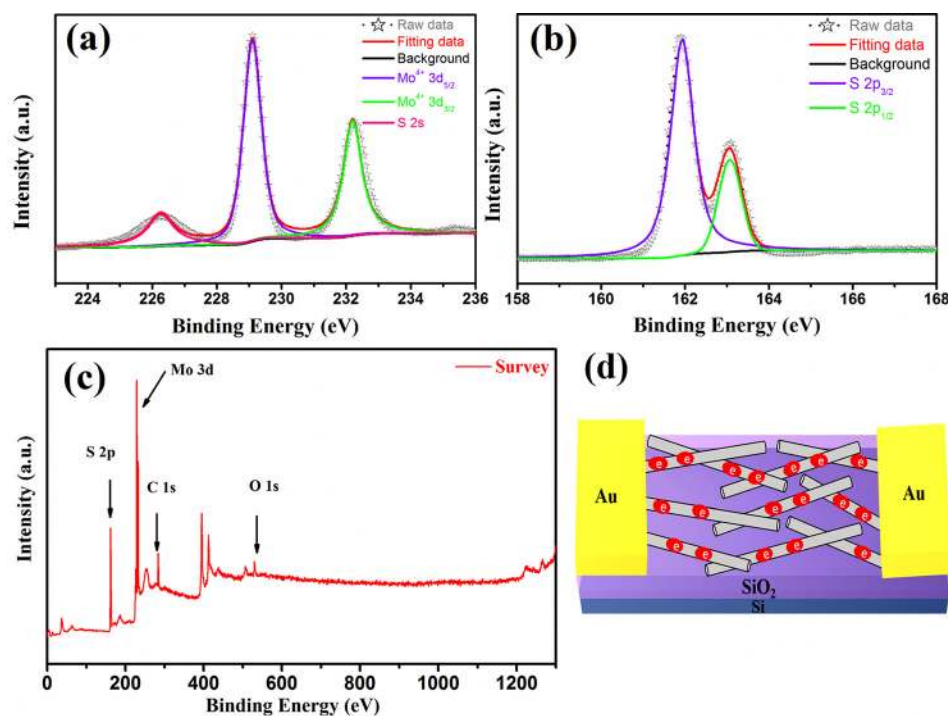 (a)
Raw data
Fitting data
Background
Mo⁴⁺ 3d₅/₂
Mo⁴⁺ 3d₃/₂
S 2s
Intensity (a.u.)
224 226 228 230 232 234 236
Binding Energy (eV)
(b)
Raw data
Fitting data
Background
S 2p₃/₂
S 2p₁/₂
Intensity (a.u.)
158 160 162 164 166 168
Binding Energy (eV)
(c)
Survey
Mo 3d
S 2p
C 1s
O 1s
Intensity (a.u.)
0 200 400 600 800 1000 1200
Binding Energy (eV)
(d)
Au
Au
e e e e e
e e e
e e e e
e e e e e
SiO₂
Si